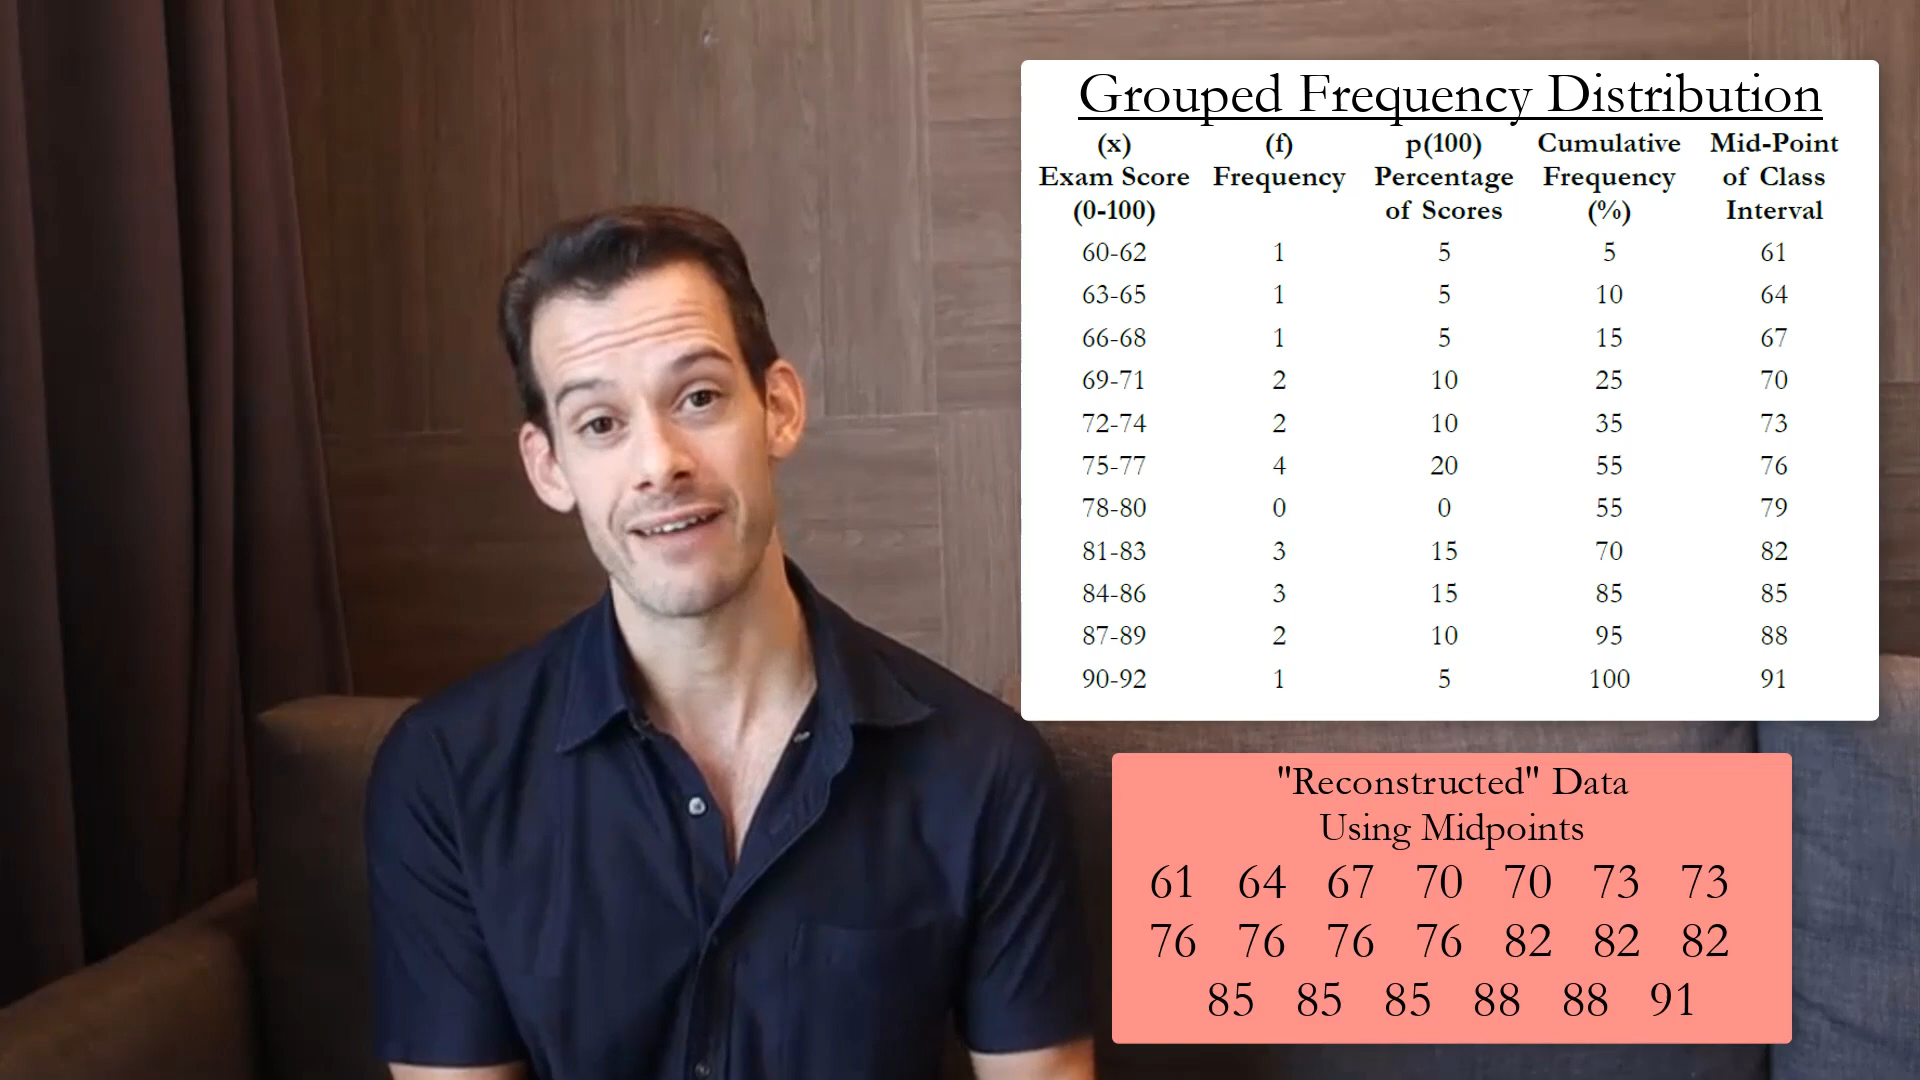 Grouped Frequency Distribution
(x) (f) p(100) Cumulative Mid-Point
Exam Score Frequency Percentage Frequency of Class
(0-100) of Scores (%) Interval
60-62 1 5 5 61
63-65 1 5 10 64
66-68 1 5 15 67
69-71 2 10 25 70
72-74 2 10 35 73
75-77 4 20 55 76
78-80 0 0 55 79
81-83 3 15 70 82
84-86 3 15 85 85
87-89 2 10 95 88
90-92 1 5 100 91
"Reconstructed" Data
Using Midpoints
61 64 67 70 70 73 73
76 76 76 76 82 82 82
85 85 85 88 88 91